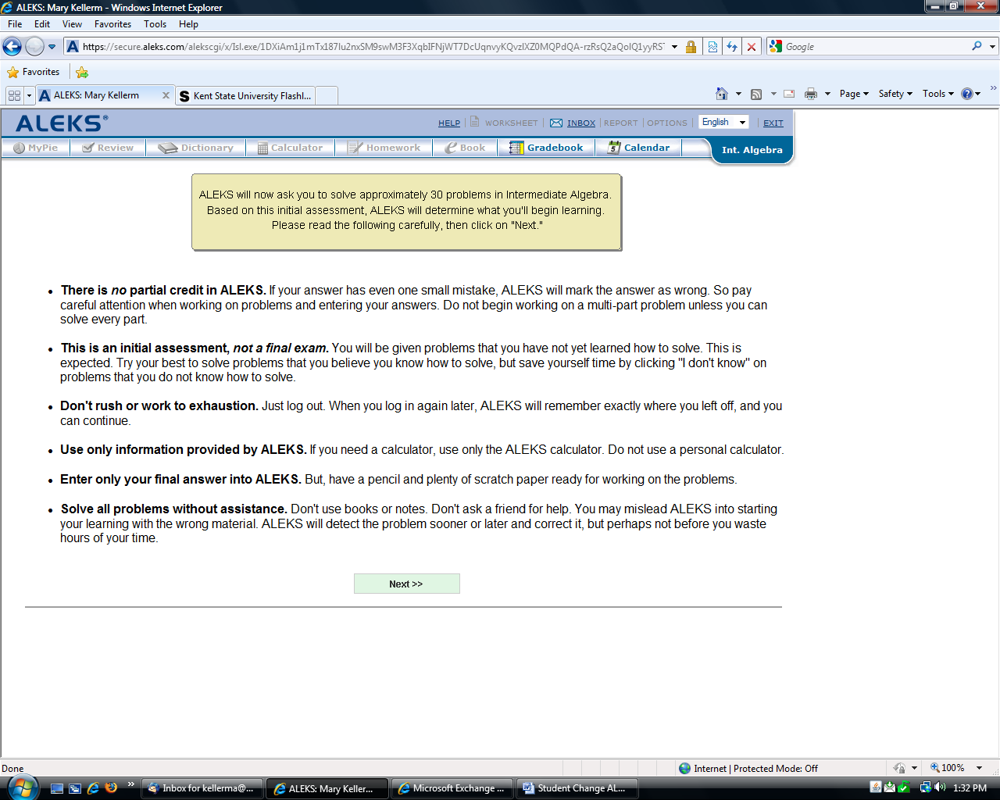 ALEKS: Mary Kellerm - Windows Internet Explorer
File Edit View Favorites Tools Help
Google
Favorites
ALEKS: Mary Kellerm Kent State University Flashl...
Page Safety Tools
ALEKS®
HELP WORKSHEET INBOX REPORT OPTIONS English EXIT
MyPie Review Dictionary Calculator Homework eBook Gradebook 5 Calendar Int. Algebra
ALEKS will now ask you to solve approximately 30 problems in Intermediate Algebra.
Based on this initial assessment, ALEKS will determine what you'll begin learning.
Please read the following carefully, then click on "Next."
• There is no partial credit in ALEKS. If your answer has even one small mistake, ALEKS will mark the answer as wrong. So pay
careful attention when working on problems and entering your answers. Do not begin working on a multi-part problem unless you can
solve every part.
• This is an initial assessment, not a final exam. You will be given problems that you have not yet learned how to solve. This is
expected. Try your best to solve problems that you believe you know how to solve, but save yourself time by clicking "I don't know" on
problems that you do not know how to solve.
• Don't rush or work to exhaustion. Just log out. When you log in again later, ALEKS will remember exactly where you left off, and you
can continue.
• Use only information provided by ALEKS. If you need a calculator, use only the ALEKS calculator. Do not use a personal calculator.
• Enter only your final answer into ALEKS. But, have a pencil and plenty of scratch paper ready for working on the problems.
• Solve all problems without assistance. Don't use books or notes. Don't ask a friend for help. You may mislead ALEKS into starting
your learning with the wrong material. ALEKS will detect the problem sooner or later and correct it, but perhaps not before you waste
hours of your time.
Next >>
Done Internet | Protected Mode: Off 100%
Inbox for kellerma@... ALEKS: Mary Keller... Microsoft Exchange ... Student Change AL... 1:32 PM